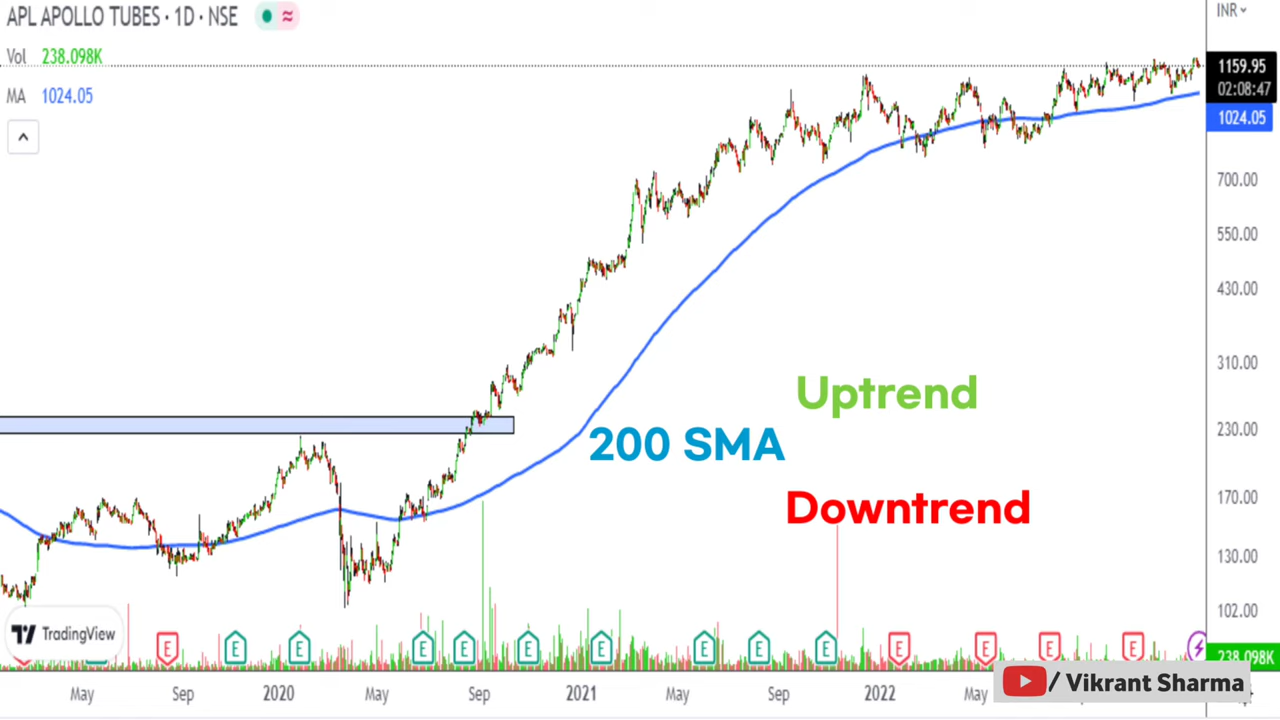 APL APOLLO TUBES · 1D · NSE
INR
Vol 238.098K
MA 1024.05
1159.95
02:08:47
1024.05
700.00
550.00
430.00
310.00
Uptrend
230.00
200 SMA
170.00
Downtrend
130.00
102.00
TradingView
E E E E E E E E E E E E E E
238.098K
May Sep 2020 May Sep 2021 May Sep 2022 May
/ Vikrant Sharma